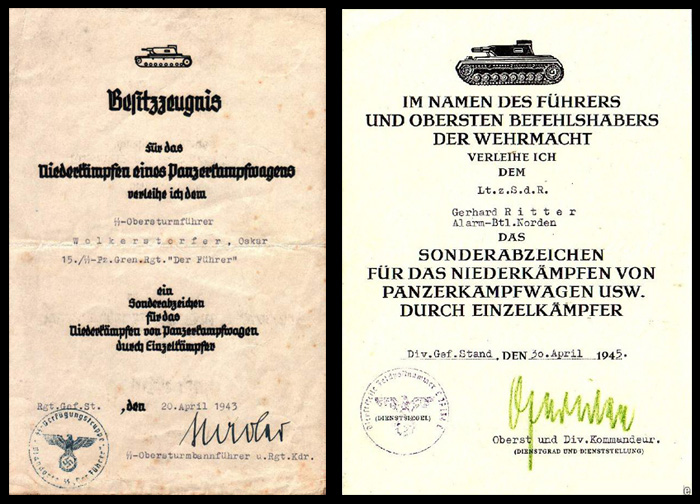 Besitzzeugnis
für das
Niederkämpfen eines Panzerkampfwagens
verleihe ich dem
SS-Obersturmführer
Wolkerstorfer, Oskar
15./SS-Pz.Gren.Rgt."Der Führer"
ein
Sonderabzeichen
für das
Niederkämpfen von Panzerkampfwagen
durch Einzelkämpfer
Rgt.Gef.St. , den 20.April 1943
SS-Obersturmbannführer u.Rgt.Kdr.
IM NAMEN DES FÜHRERS
UND OBERSTEN BEFEHLSHABERS
DER WEHRMACHT
VERLEIHE ICH
DEM
Lt.z.S.d.R.
Gerhard Ritter
Alarm-Btl.Norden
DAS
SONDERABZEICHEN
FÜR DAS NIEDERKÄMPFEN VON
PANZERKAMPFWAGEN USW.
DURCH EINZELKÄMPFER
Div.Gef.Stand , DEN 30.April 1945.
(DIENSTSIEGEL)
Oberst und Div.Kommandeur.
(DIENSTGRAD UND DIENSTSTELLUNG)